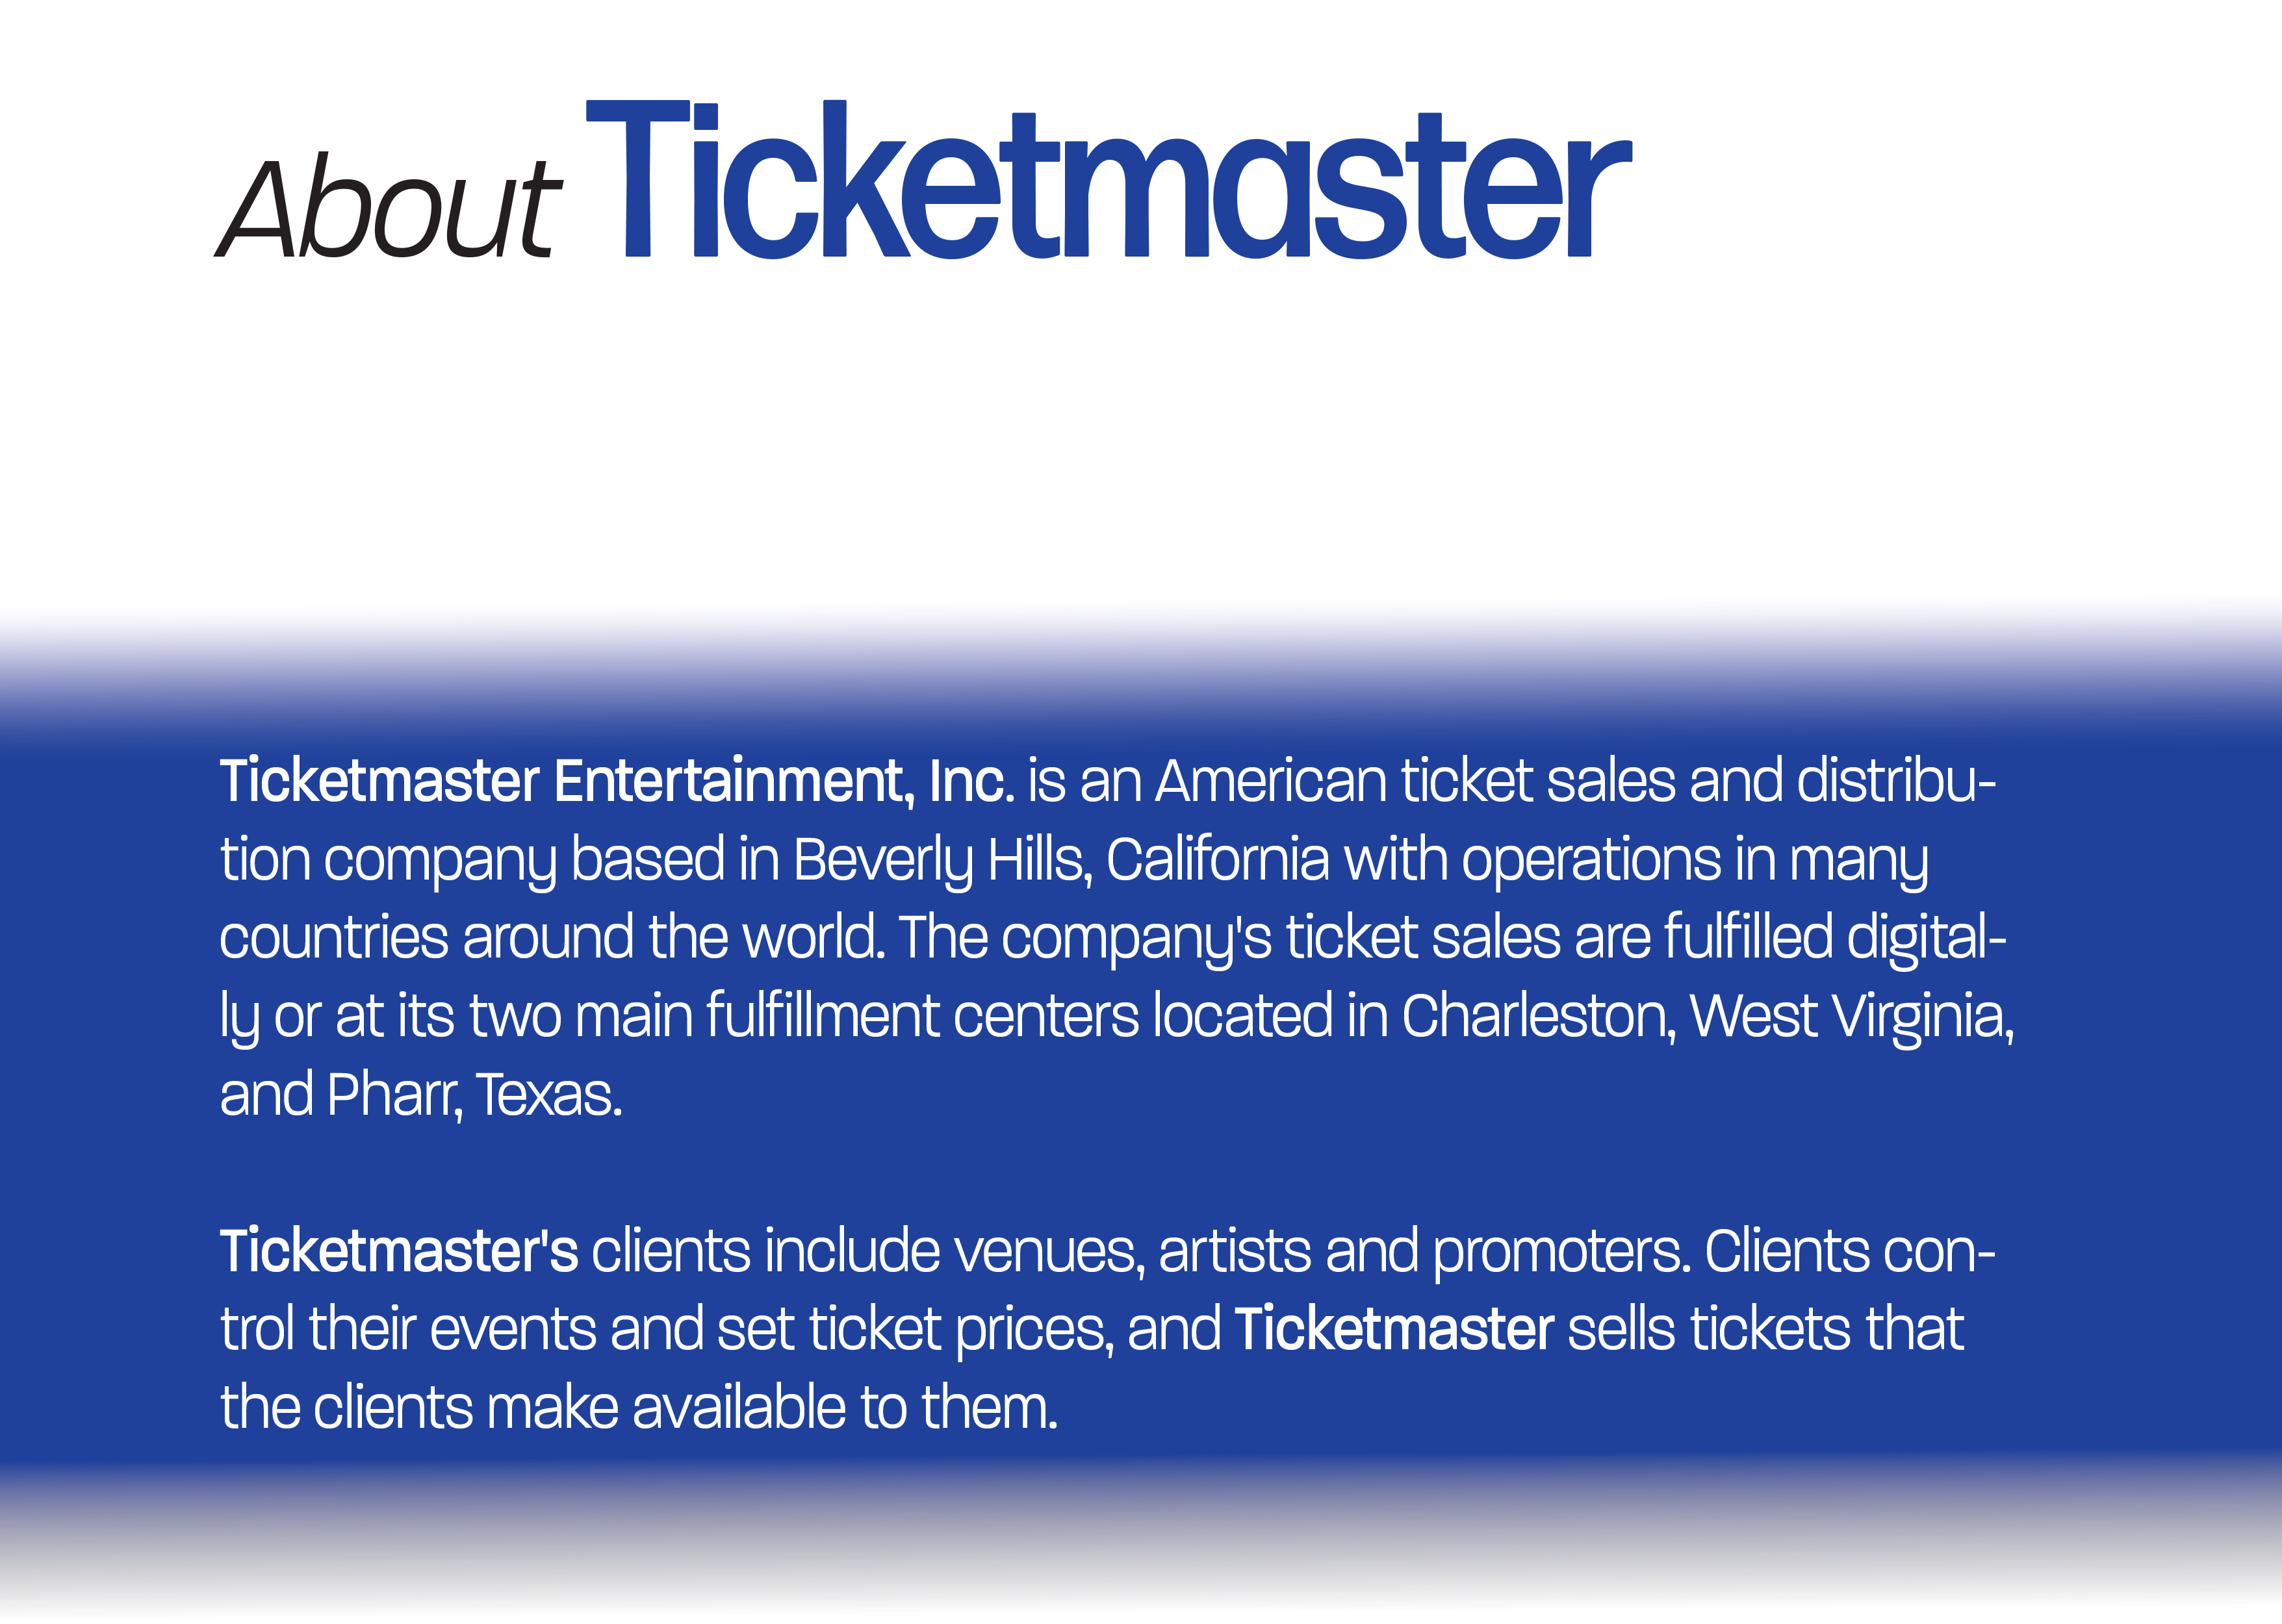 About Ticketmaster
Ticketmaster Entertainment, Inc. is an American ticket sales and distribu-
tion company based in Beverly Hills, California with operations in many
countries around the world. The company's ticket sales are fulfilled digital-
ly or at its two main fulfillment centers located in Charleston, West Virginia,
and Pharr, Texas.
Ticketmaster's clients include venues, artists and promoters. Clients con-
trol their events and set ticket prices, and Ticketmaster sells tickets that
the clients make available to them.